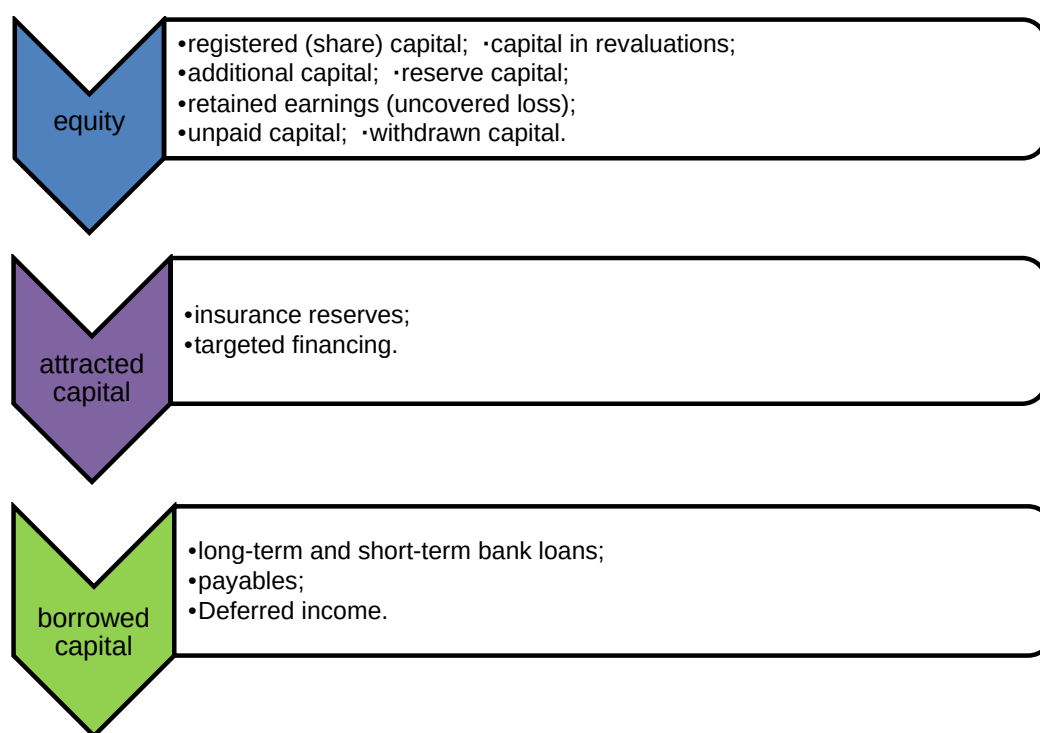 equity
•registered (share) capital; ·capital in revaluations;
•additional capital; ·reserve capital;
•retained earnings (uncovered loss);
•unpaid capital; ·withdrawn capital.
attracted
capital
•insurance reserves;
•targeted financing.
borrowed
capital
•long-term and short-term bank loans;
•payables;
•Deferred income.